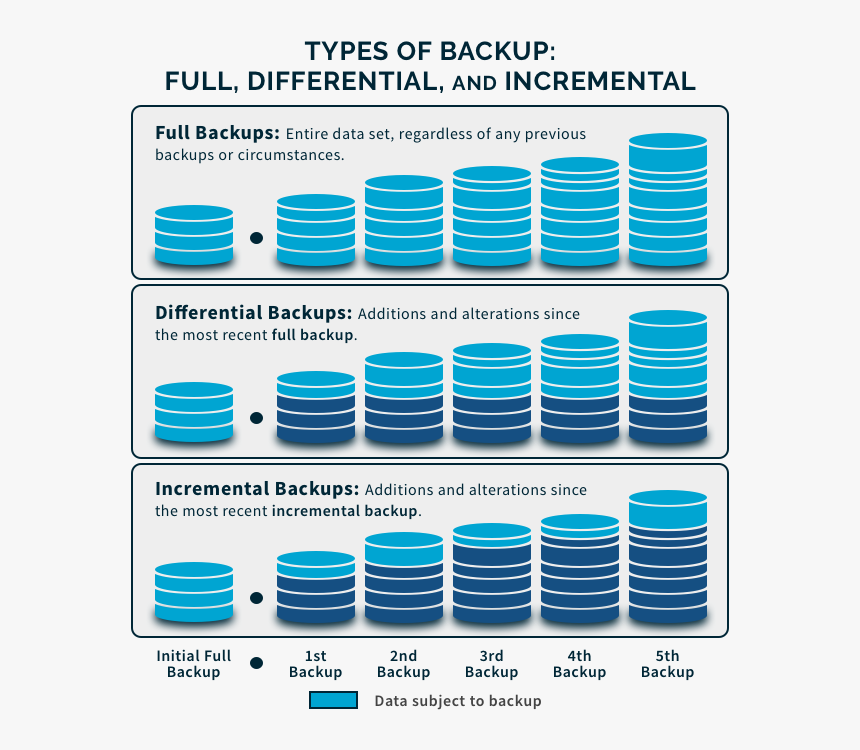 TYPES OF BACKUP:
FULL, DIFFERENTIAL, AND INCREMENTAL
Full Backups: Entire data set, regardless of any previous
backups or circumstances.
Differential Backups: Additions and alterations since
the most recent full backup.
Incremental Backups: Additions and alterations since
the most recent incremental backup.
Initial Full
Backup
1st
Backup
2nd
Backup
3rd
Backup
4th
Backup
5th
Backup
Data subject to backup